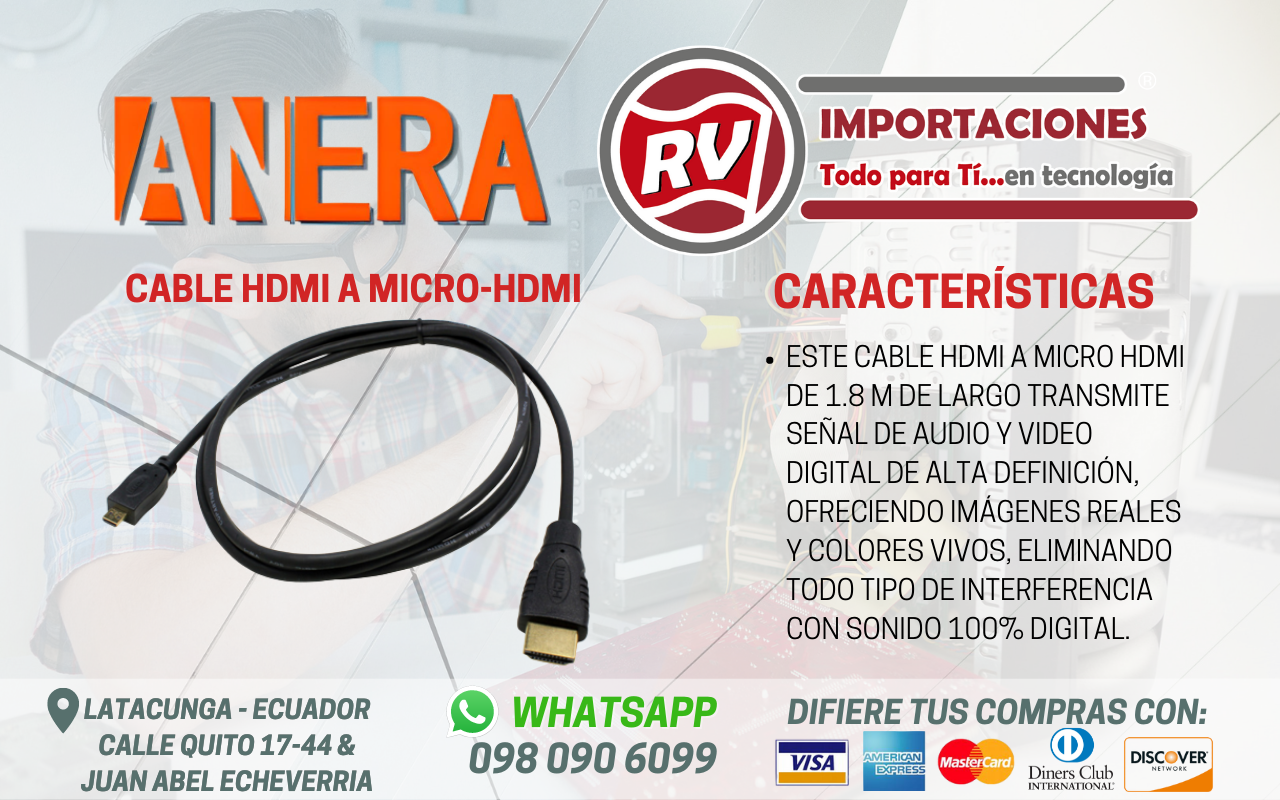 ANERA
RV
®
IMPORTACIONES
Todo para Tí...en tecnología
CABLE HDMI A MICRO-HDMI
CARACTERÍSTICAS
• ESTE CABLE HDMI A MICRO HDMI
DE 1.8 M DE LARGO TRANSMITE
SEÑAL DE AUDIO Y VIDEO
DIGITAL DE ALTA DEFINICIÓN,
OFRECIENDO IMÁGENES REALES
Y COLORES VIVOS, ELIMINANDO
TODO TIPO DE INTERFERENCIA
CON SONIDO 100% DIGITAL.
HDMI
LATACUNGA - ECUADOR
CALLE QUITO 17-44 &
JUAN ABEL ECHEVERRIA
WHATSAPP
098 090 6099
DIFIERE TUS COMPRAS CON:
VISA
AMERICAN
EXPRESS
MasterCard
Diners Club
INTERNATIONAL
DISCOVER
NETWORK